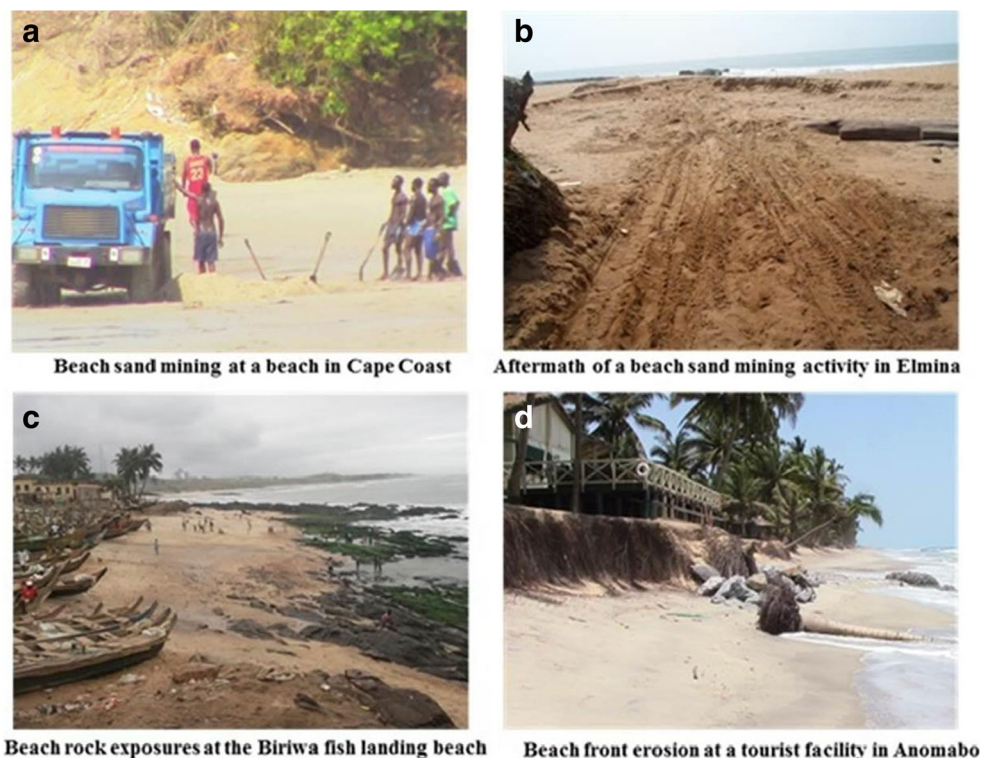 a
b
23
Beach sand mining at a beach in Cape Coast
Aftermath of a beach sand mining activity in Elmina
c
d
Beach rock exposures at the Biriwa fish landing beach
Beach front erosion at a tourist facility in Anomabo